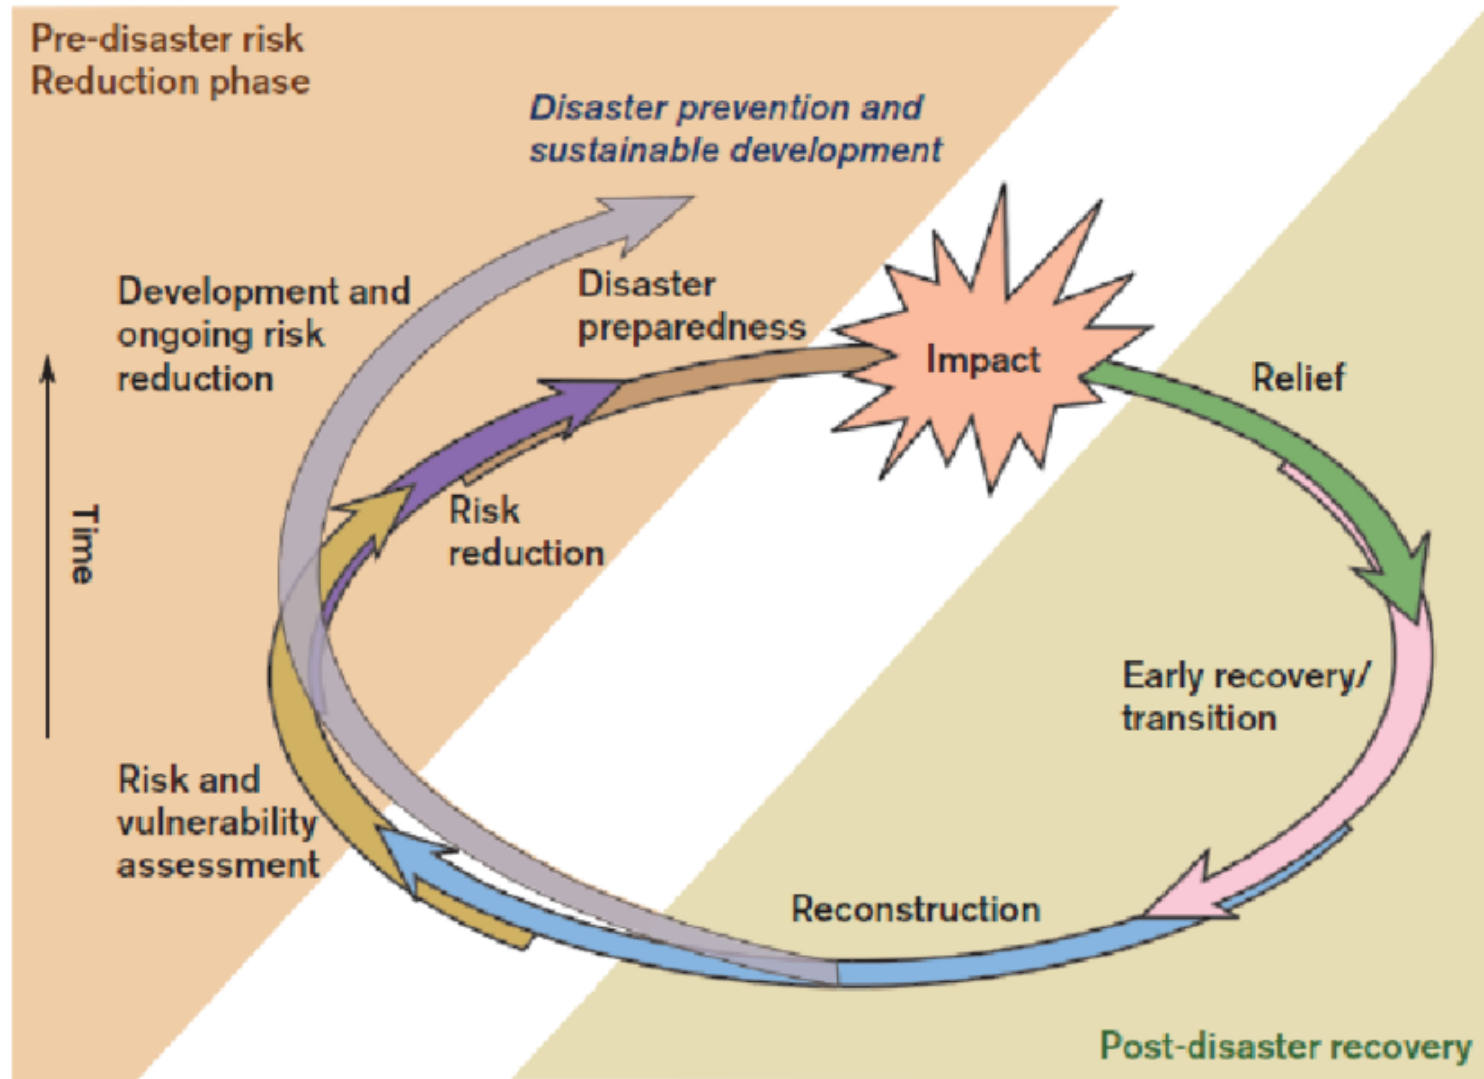 Pre-disaster risk
Reduction phase
Disaster prevention and
sustainable development
Development and
ongoing risk
reduction
Disaster
preparedness
Impact
Relief
Risk
reduction
Time
Early recovery/
transition
Risk and
vulnerability
assessment
Reconstruction
Post-disaster recovery